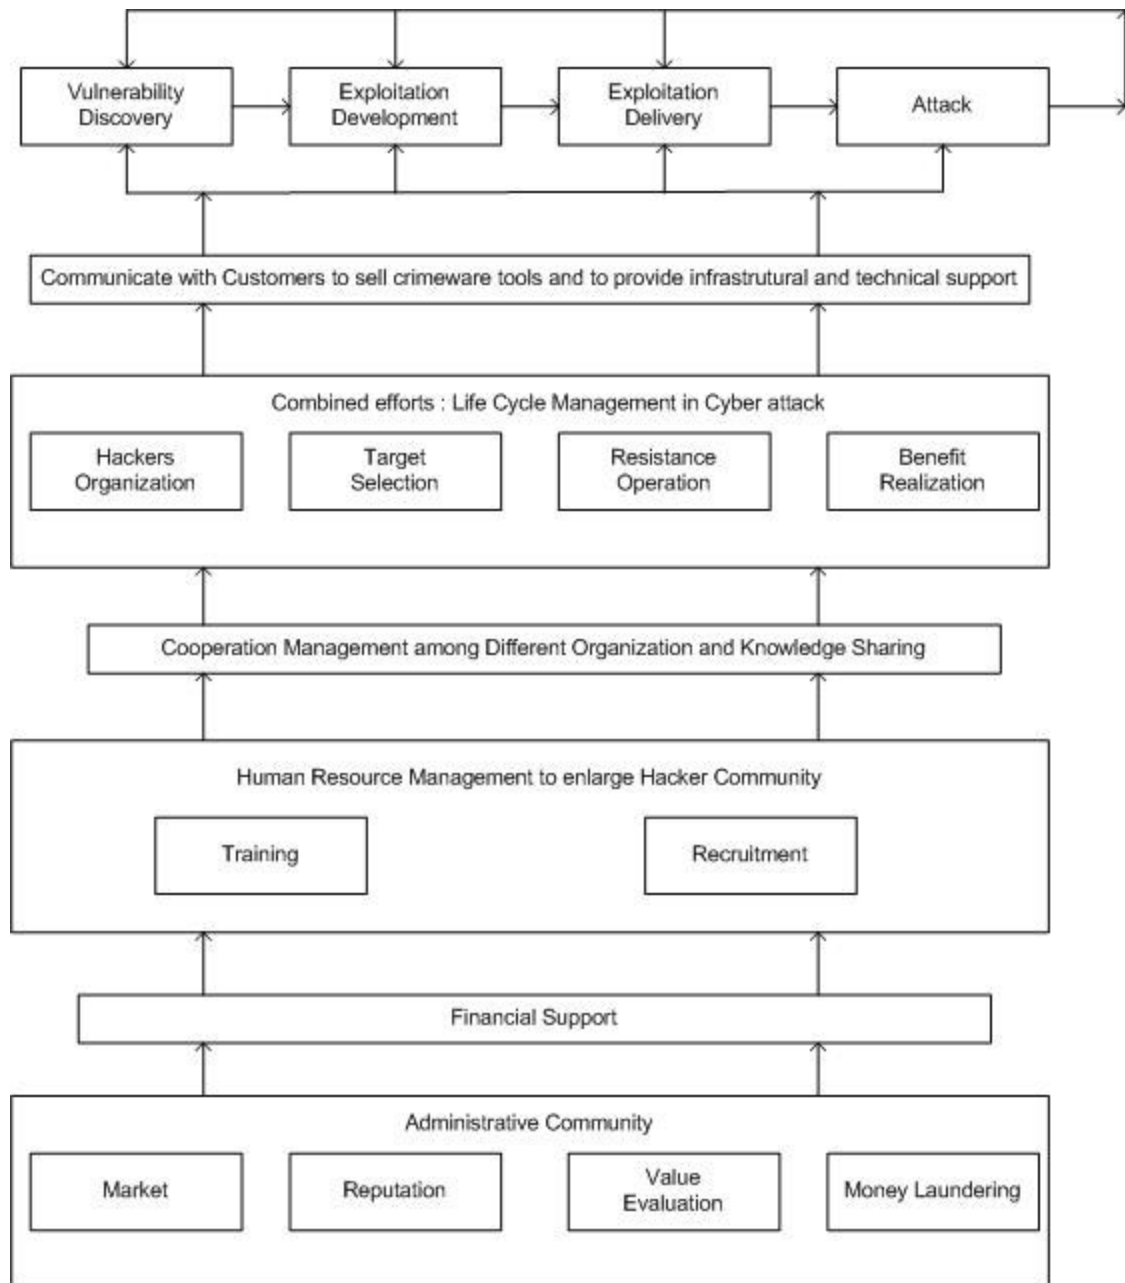 Vulnerability
Discovery
Exploitation
Development
Exploitation
Delivery
Attack
Communicate with Customers to sell crimeware tools and to provide infrastrutural and technical support
Combined efforts : Life Cycle Management in Cyber attack
Hackers
Organization
Target
Selection
Resistance
Operation
Benefit
Realization
Cooperation Management among Different Organization and Knowledge Sharing
Human Resource Management to enlarge Hacker Community
Training
Recruitment
Financial Support
Administrative Community
Market
Reputation
Value
Evaluation
Money Laundering